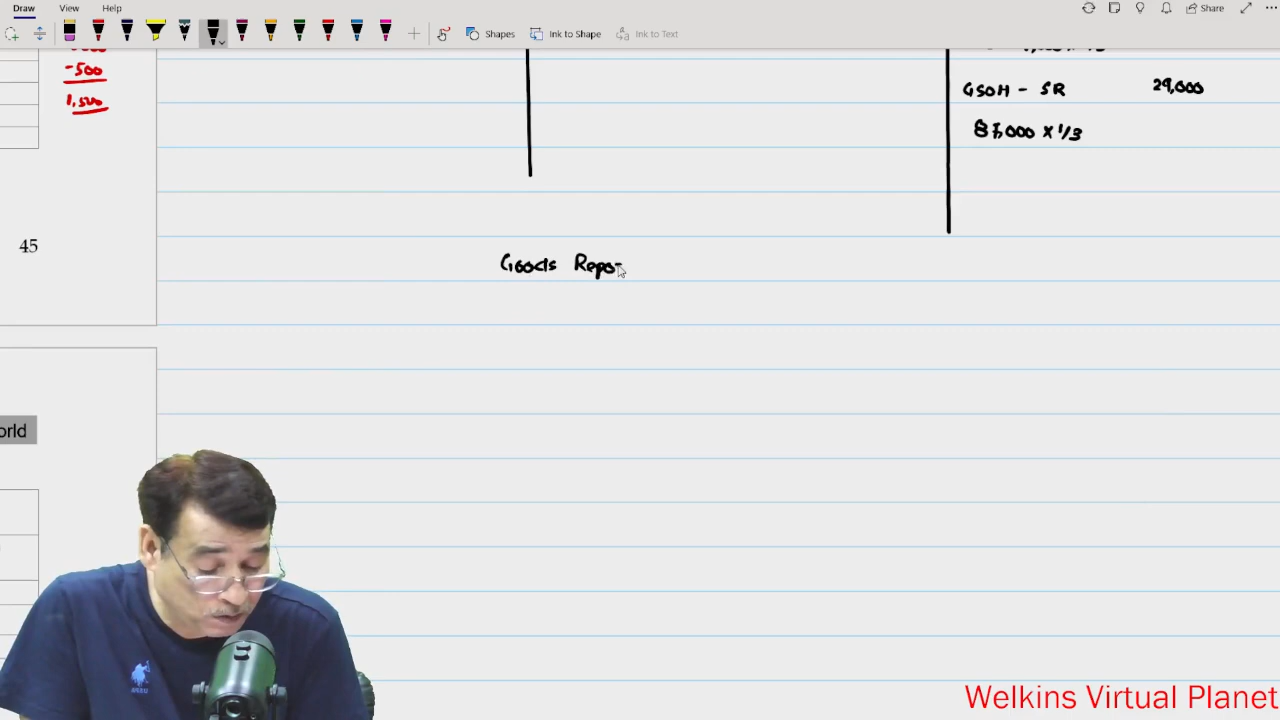 Draw View Help Share
Shapes Ink to Shape Ink to Text
-500
1,500
GSOH - SR 29,000
87,000 x 1/3
45
Goods Repo
orld
Welkins Virtual Planet